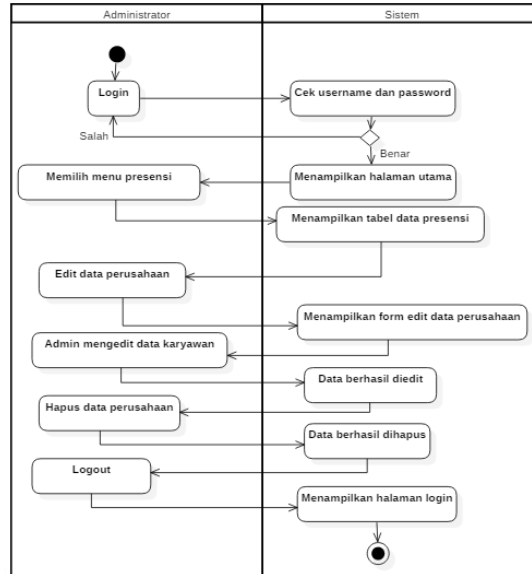 Administrator
Sistem
Login
Cek username dan password
Salah
Benar
Memilih menu presensi
Menampilkan halaman utama
Menampilkan tabel data presensi
Edit data perusahaan
Menampilkan form edit data perusahaan
Admin mengedit data karyawan
Data berhasil diedit
Hapus data perusahaan
Data berhasil dihapus
Logout
Menampilkan halaman login